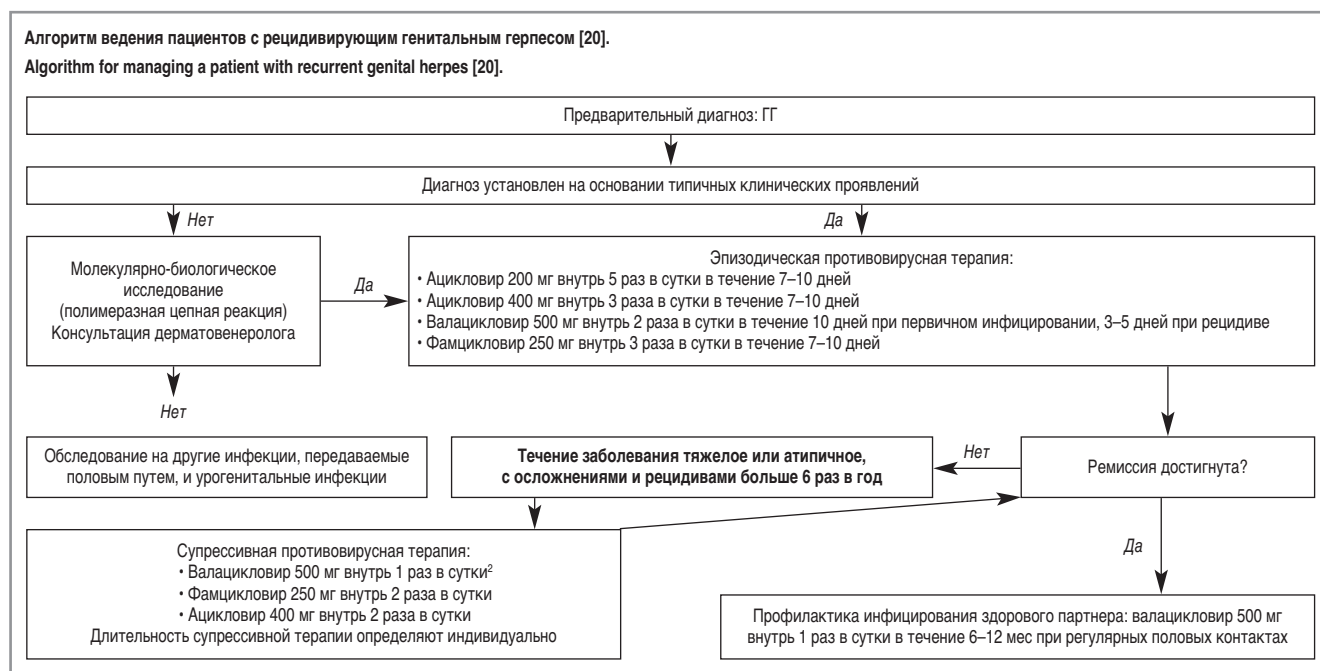 Алгоритм ведения пациентов с рецидивирующим генитальным герпесом [20].
Algorithm for managing a patient with recurrent genital herpes [20].
Предварительный диагноз: ГГ
Диагноз установлен на основании типичных клинических проявлений
Нет
Да
Молекулярно-биологическое
исследование
(полимеразная цепная реакция)
Консультация дерматовенеролога
Да
Эпизодическая противовирусная терапия:
• Ацикловир 200 мг внутрь 5 раз в сутки в течение 7–10 дней
• Ацикловир 400 мг внутрь 3 раза в сутки в течение 7–10 дней
• Валацикловир 500 мг внутрь 2 раза в сутки в течение 10 дней при первичном инфицировании, 3–5 дней при рецидиве
• Фамцикловир 250 мг внутрь 3 раза в сутки в течение 7–10 дней
Нет
Обследование на другие инфекции, передаваемые
половым путем, и урогенитальные инфекции
Течение заболевания тяжелое или атипичное,
с осложнениями и рецидивами больше 6 раз в год
Нет
Ремиссия достигнута?
Супрессивная противовирусная терапия:
• Валацикловир 500 мг внутрь 1 раз в сутки²
• Фамцикловир 250 мг внутрь 2 раза в сутки
• Ацикловир 400 мг внутрь 2 раза в сутки
Длительность супрессивной терапии определяют индивидуально
Да
Профилактика инфицирования здорового партнера: валацикловир 500 мг
внутрь 1 раз в сутки в течение 6–12 мес при регулярных половых контактах